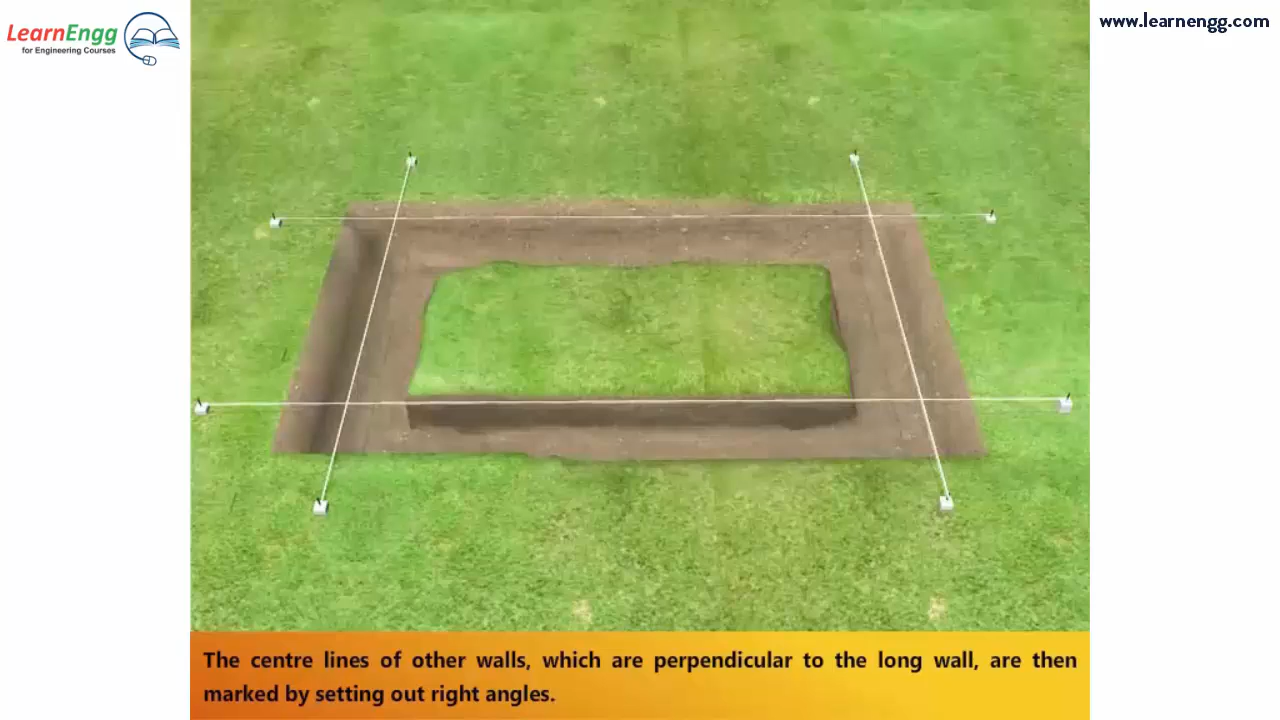 LearnEngg
for Engineering Courses
www.learnengg.com
The centre lines of other walls, which are perpendicular to the long wall, are then
marked by setting out right angles.